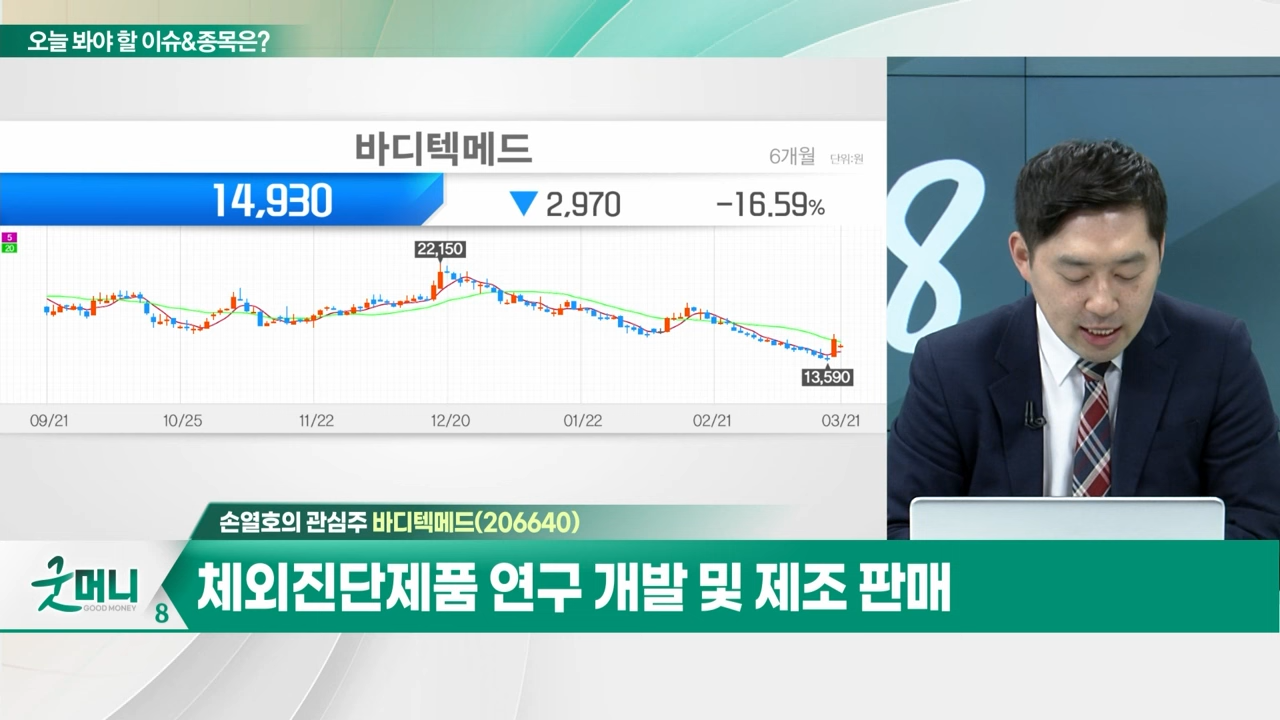 오늘 봐야 할 이슈&종목은?
바디텍메드
6개월 단위:원
14,930 ▼2,970 -16.59%
5
20
22,150
13,590
09/21 10/25 11/22 12/20 01/22 02/21 03/21
8
손열호의 관심주 바디텍메드(206640)
굿머니
GOOD MONEY
8
체외진단제품 연구 개발 및 제조 판매